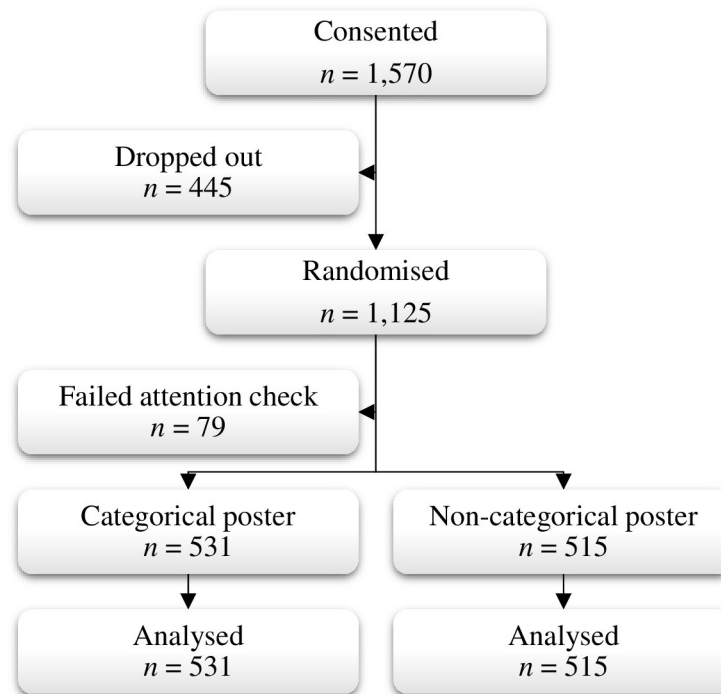 Consented
n = 1,570
Dropped out
n = 445
Randomised
n = 1,125
Failed attention check
n = 79
Categorical poster
n = 531
Non-categorical poster
n = 515
Analysed
n = 531
Analysed
n = 515